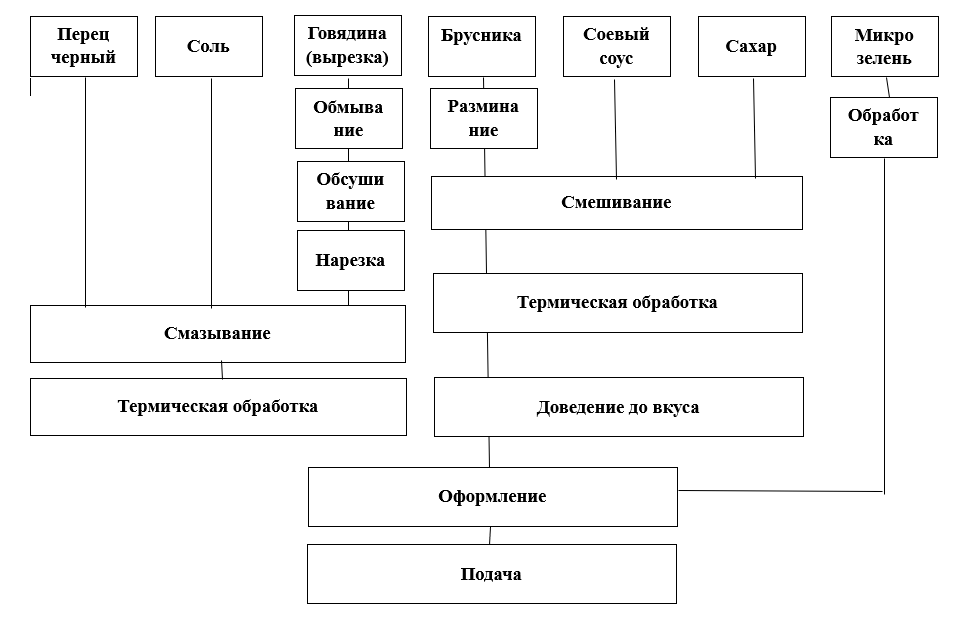 Перец
черный
Соль
Говядина
(вырезка)
Брусника
Соевый
соус
Сахар
Микро
зелень
Обмыва
ние
Размина
ние
Обработ
ка
Обсуши
вание
Смешивание
Нарезка
Термическая обработка
Смазывание
Термическая обработка
Доведение до вкуса
Оформление
Подача